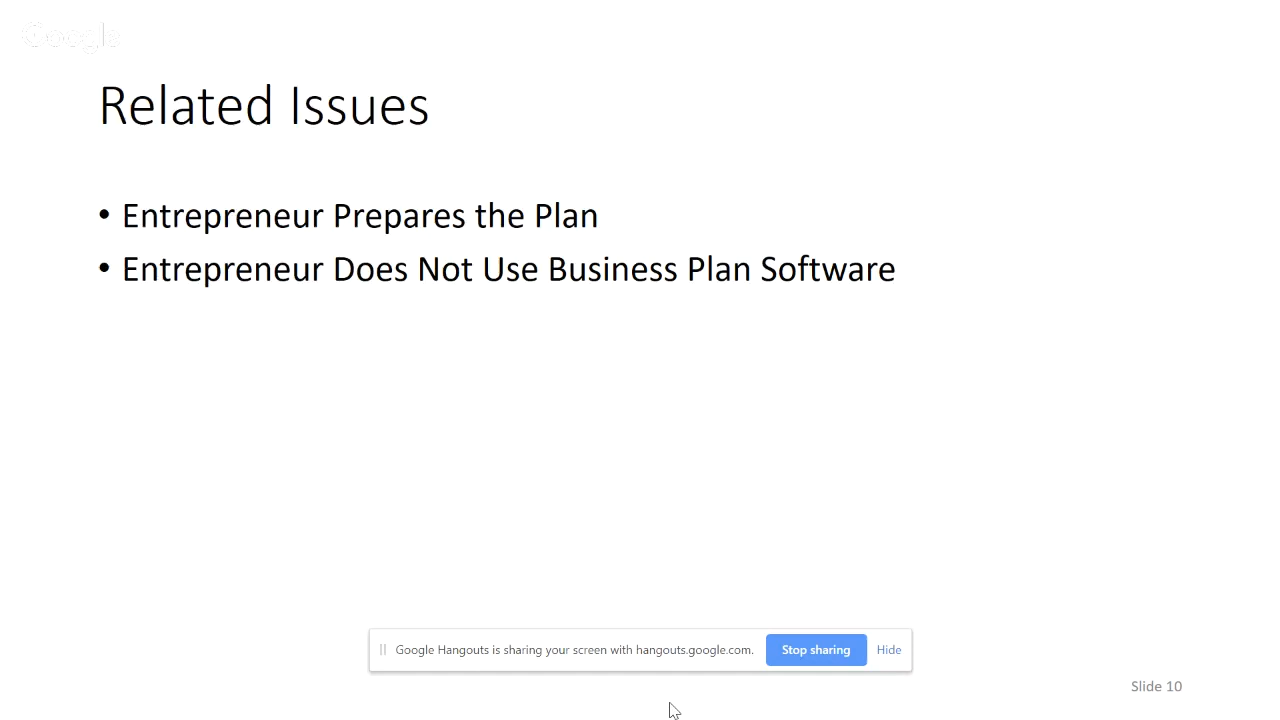 Google
Related Issues
• Entrepreneur Prepares the Plan
• Entrepreneur Does Not Use Business Plan Software
Google Hangouts is sharing your screen with hangouts.google.com.
Stop sharing
Hide
Slide 10